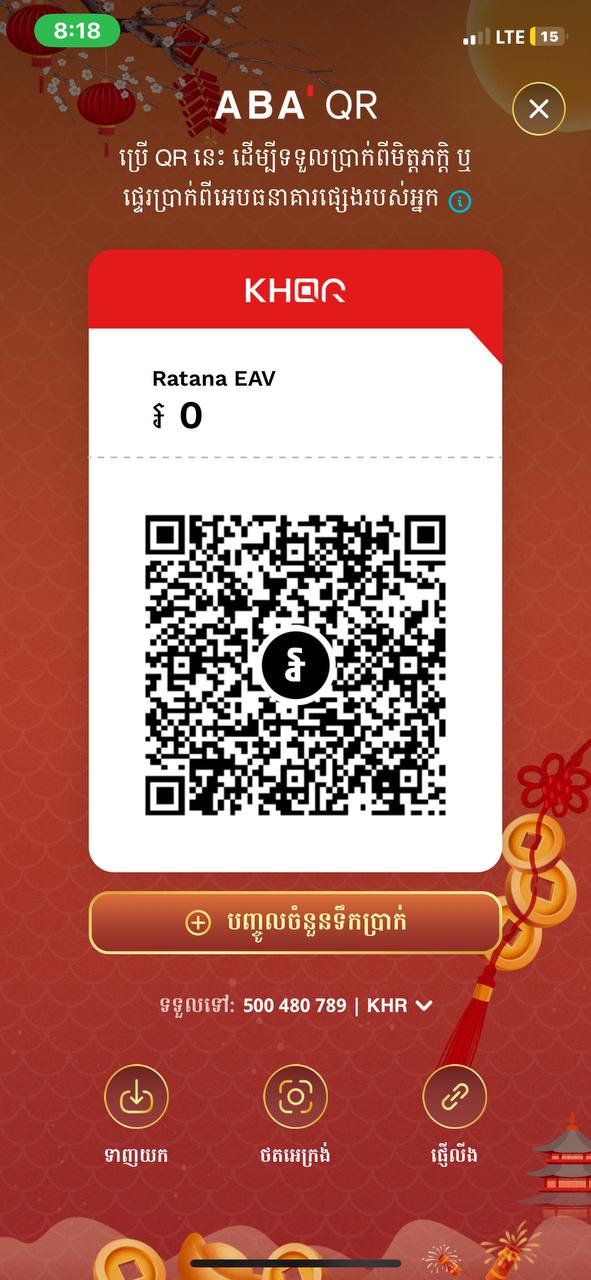 8:18
LTE 15
ABA' QR
ប្រើ QR នេះ ដើម្បីទទួលប្រាក់ពីមិត្តភក្តិ ឬ
ផ្ទេរប្រាក់ពីអេបធនាគារផ្សេងរបស់អ្នក
KHQR
Ratana EAV
៛ 0
៛
បញ្ចូលចំនួនទឹកប្រាក់
ទទួលទៅ: 500 480 789 | KHR
ទាញយក
ថតអេក្រង់
ផ្ញើលីង